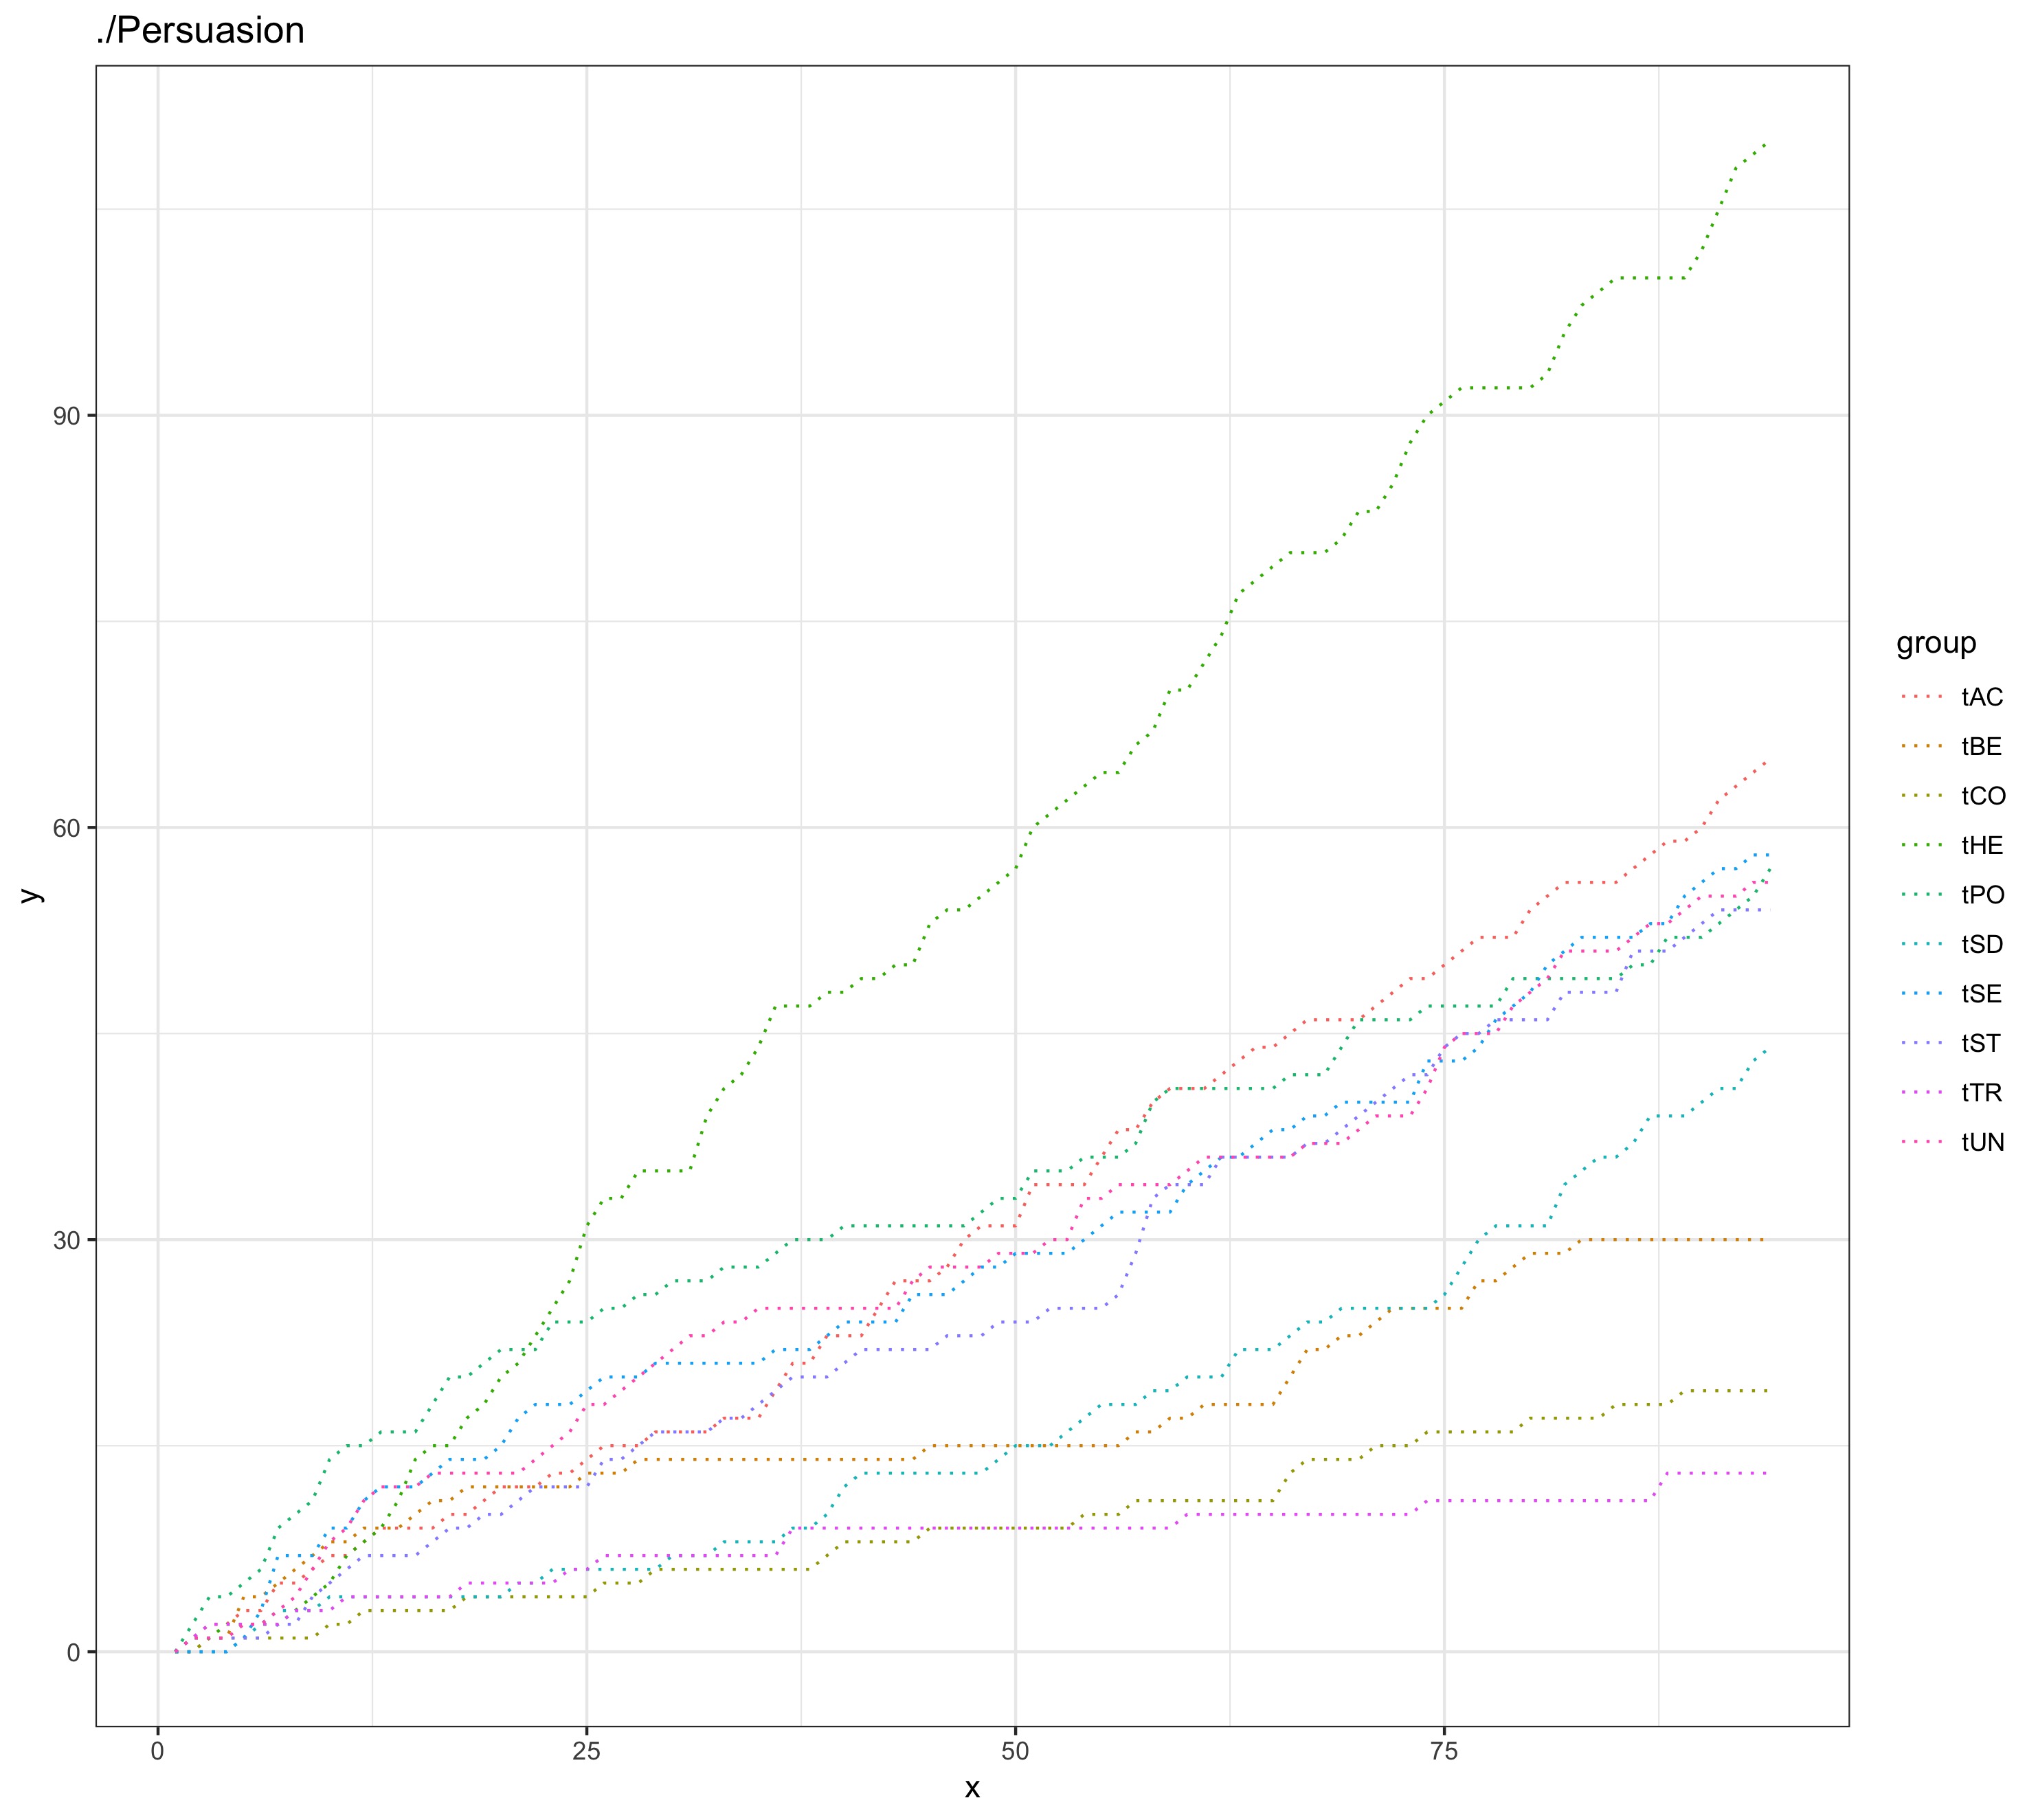 ./Persuasion
90
60
30
0
y
0 25 50 75
x
group
tAC
tBE
tCO
tHE
tPO
tSD
tSE
tST
tTR
tUN